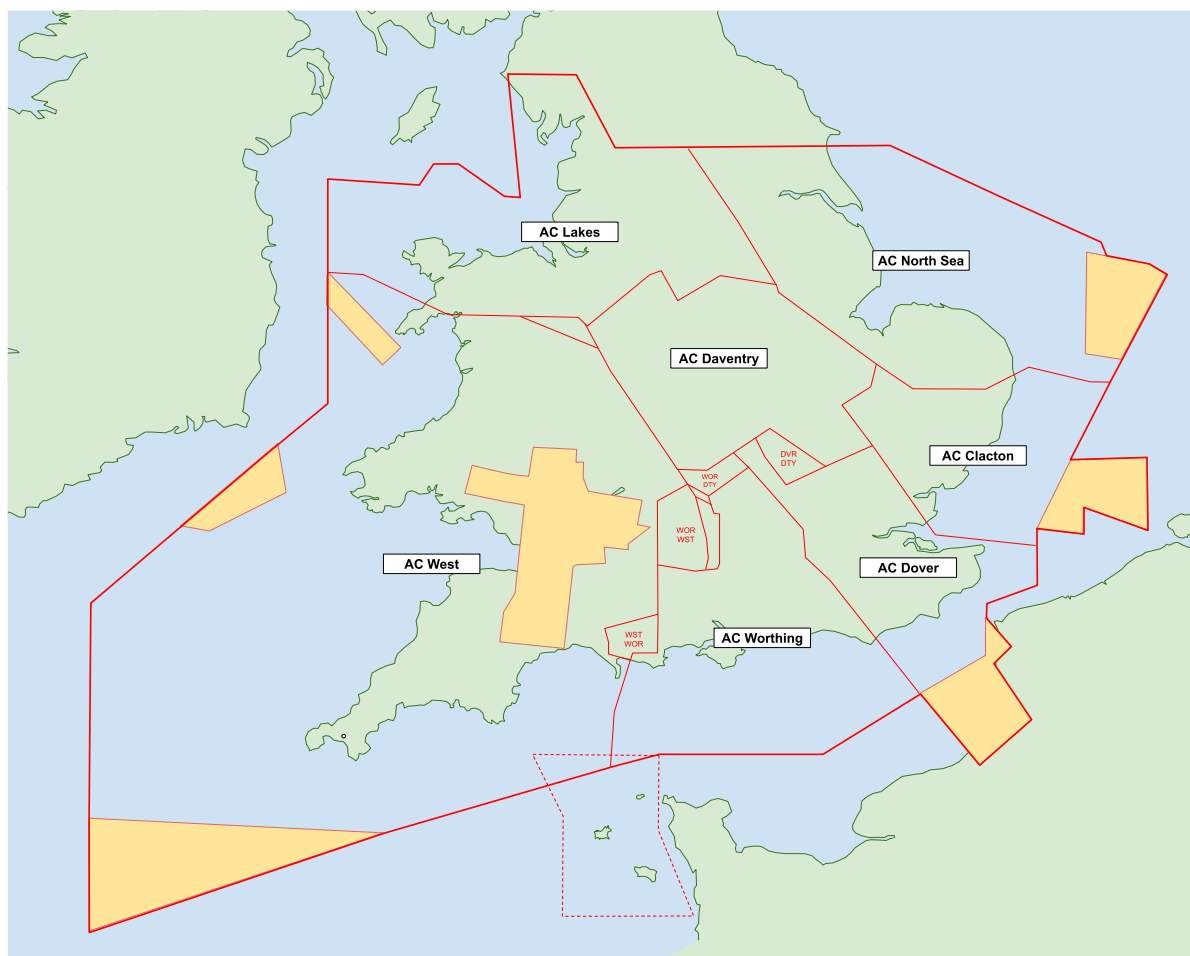 AC Lakes
AC North Sea
AC Daventry
AC Clacton
DVR
DTY
WOR
DTY
WOR
WST
AC West
AC Dover
WST
WOR
AC Worthing